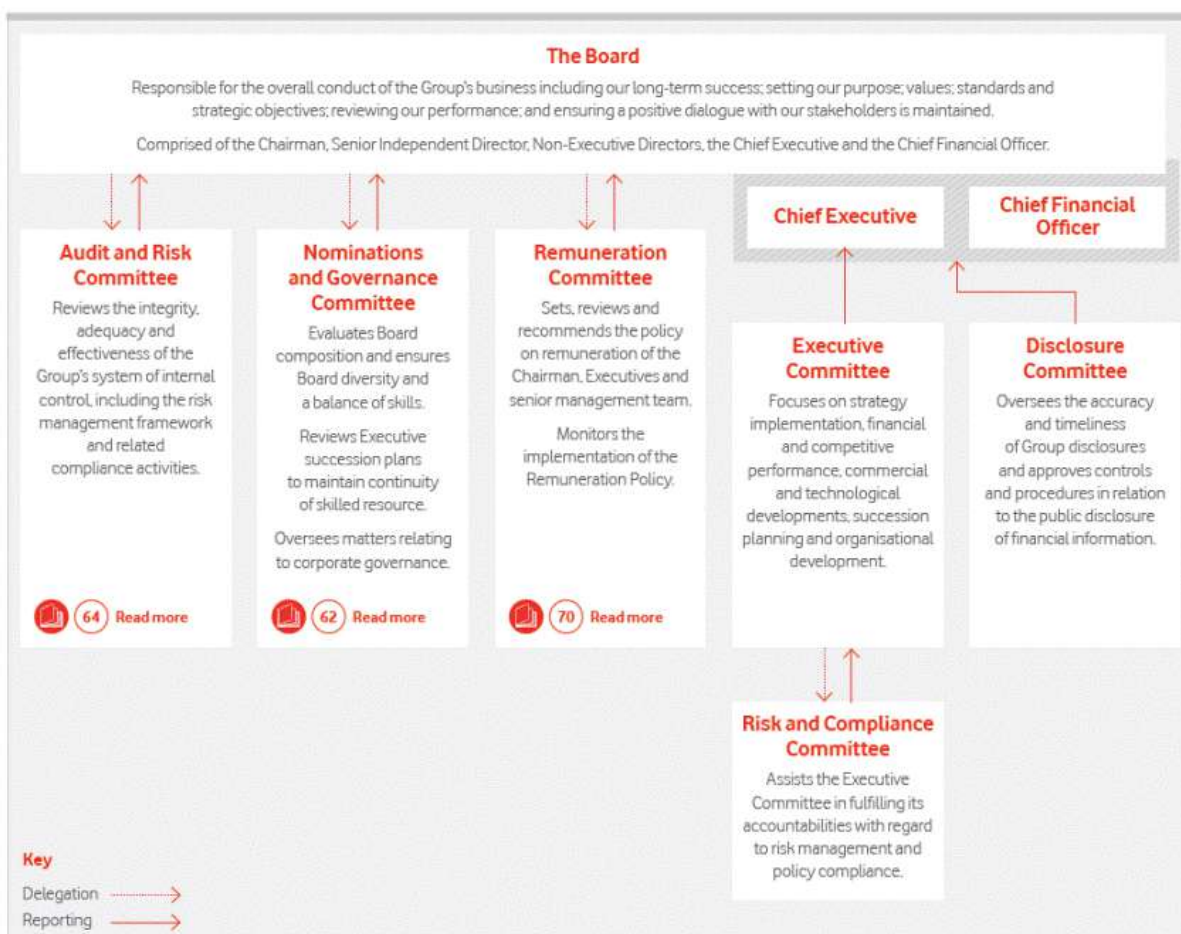 The Board
Responsible for the overall conduct of the Group's business including our long-term success; setting our purpose; values; standards and
strategic objectives; reviewing our performance; and ensuring a positive dialogue with our stakeholders is maintained.
Comprised of the Chairman, Senior Independent Director, Non-Executive Directors, the Chief Executive and the Chief Financial Officer.
Audit and Risk
Committee
Reviews the integrity,
adequacy and
effectiveness of the
Group's system of internal
control, including the risk
management framework
and related
compliance activities.
64 Read more
Nominations
and Governance
Committee
Evaluates Board
composition and ensures
Board diversity and
a balance of skills.
Reviews Executive
succession plans
to maintain continuity
of skilled resource.
Oversees matters relating
to corporate governance.
62 Read more
Remuneration
Committee
Sets, reviews and
recommends the policy
on remuneration of the
Chairman, Executives and
senior management team.
Monitors the
implementation of the
Remuneration Policy.
70 Read more
Chief Executive
Chief Financial
Officer
Executive
Committee
Focuses on strategy
implementation, financial
and competitive
performance, commercial
and technological
developments, succession
planning and organisational
development.
Disclosure
Committee
Oversees the accuracy
and timeliness
of Group disclosures
and approves controls
and procedures in relation
to the public disclosure
of financial information.
Risk and Compliance
Committee
Assists the Executive
Committee in fulfilling its
accountabilities with regard
to risk management and
policy compliance.
Key
Delegation
Reporting